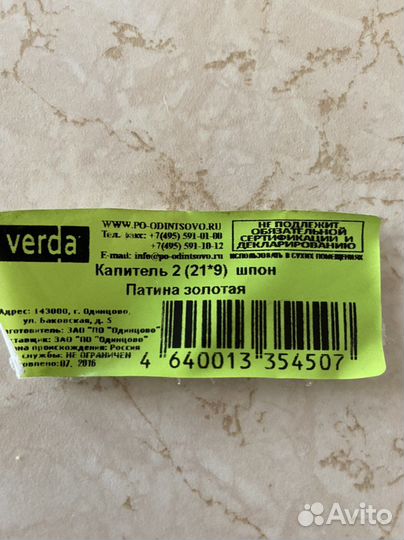 verda
WWW.PO-ODINTSOVO.RU
Тел. факс: +7(495) 591-01-00
+7(495) 591-10-12
E-mail: info@po-odintsovo.ru
НЕ ПОДЛЕЖИТ
ОБЯЗАТЕЛЬНОЙ
СЕРТИФИКАЦИИ И
ДЕКЛАРИРОВАНИЮ
ИСПОЛЬЗОВАТЬ В СУХИХ ПОМЕЩЕНИЯХ
Капитель 2 (21*9) шпон
Патина золотая
Адрес: 143000, г. Одинцово,
ул. Баковская, д. 5
зготовитель: ЗАО "ПО "Одинцово"
ставщик: ЗАО "ПО "Одинцово"
на происхождения: Россия
службы: НЕ ОГРАНИЧЕН
овлено:07. 2016
4 640013 354507
Avito